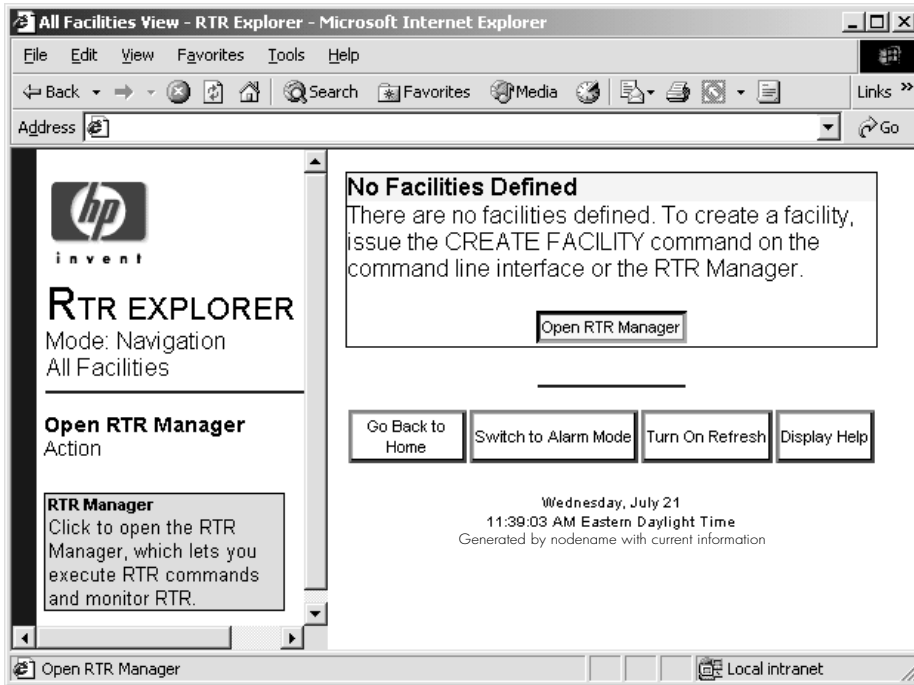 All Facilities View - RTR Explorer - Microsoft Internet Explorer
File Edit View Favorites Tools Help
Back Search Favorites Media Links »
Address Go
hp
invent
RTR EXPLORER
Mode: Navigation
All Facilities
Open RTR Manager
Action
RTR Manager
Click to open the RTR
Manager, which lets you
execute RTR commands
and monitor RTR.
No Facilities Defined
There are no facilities defined. To create a facility,
issue the CREATE FACILITY command on the
command line interface or the RTR Manager.
Open RTR Manager
Go Back to
Home
Switch to Alarm Mode
Turn On Refresh
Display Help
Wednesday, July 21
11:39:03 AM Eastern Daylight Time
Generated by nodename with current information
Open RTR Manager Local intranet